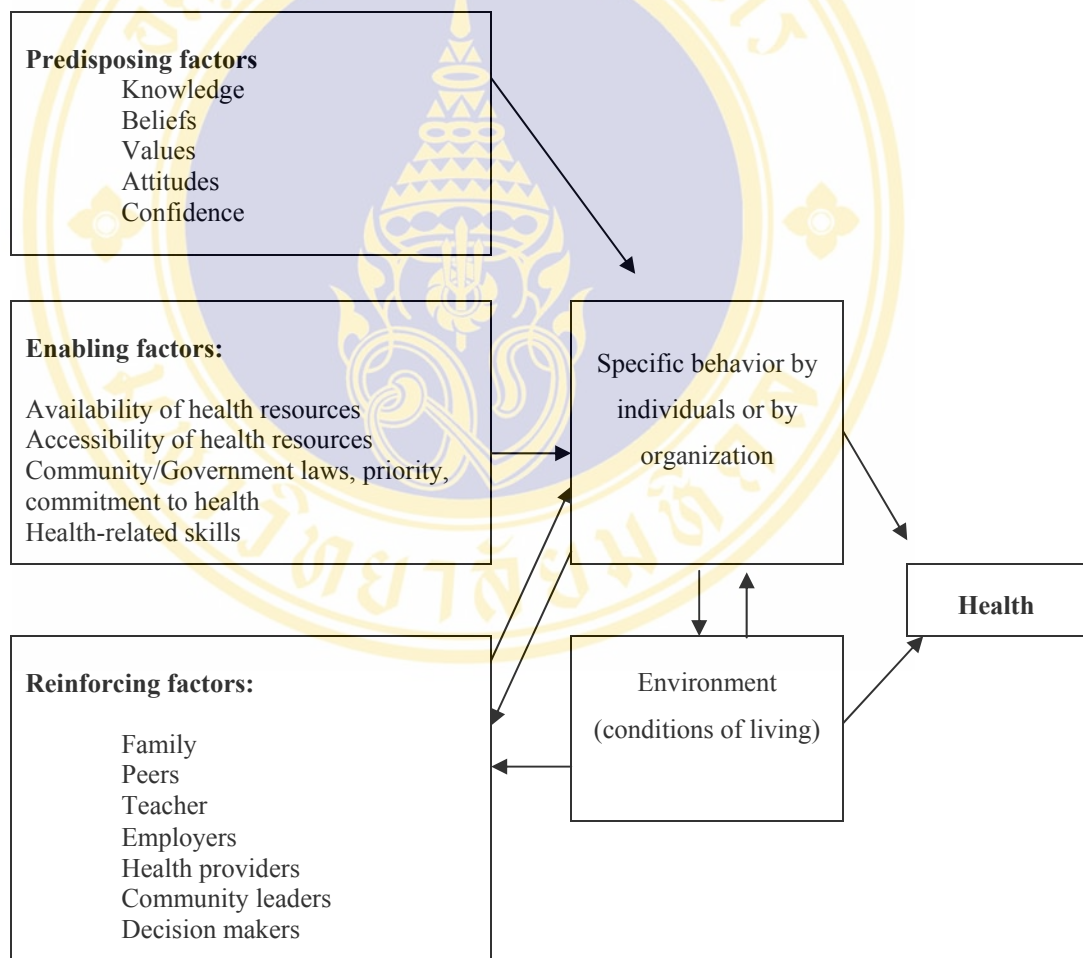 Predisposing factors
Knowledge
Beliefs
Values
Attitudes
Confidence
Enabling factors:
Availability of health resources
Accessibility of health resources
Community/Government laws, priority,
commitment to health
Health-related skills
Reinforcing factors:
Family
Peers
Teacher
Employers
Health providers
Community leaders
Decision makers
Specific behavior by
individuals or by
organization
Environment
(conditions of living)
Health